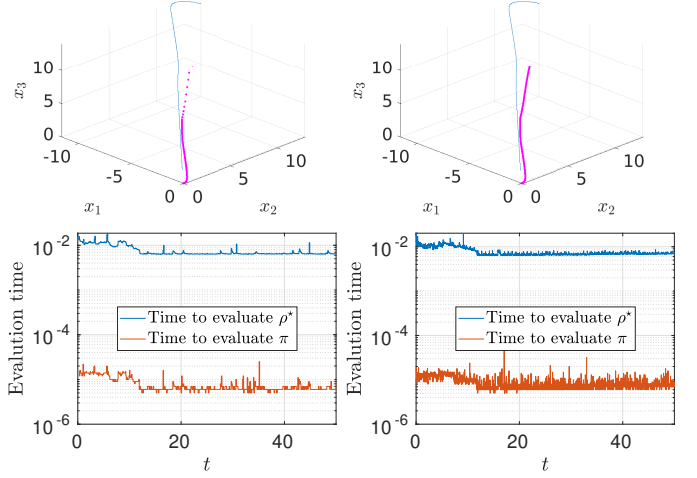 10
5
0
x₃
-10
-5
0
x₁
0
5
10
x₂
10
5
0
x₃
-10
-5
0
x₁
0
5
10
x₂
10⁻²
10⁻⁴
10⁻⁶
Evalution time
Time to evaluate ρ⋆
Time to evaluate π
0
20
40
t
10⁻²
10⁻⁴
10⁻⁶
Evalution time
Time to evaluate ρ⋆
Time to evaluate π
0
20
40
t